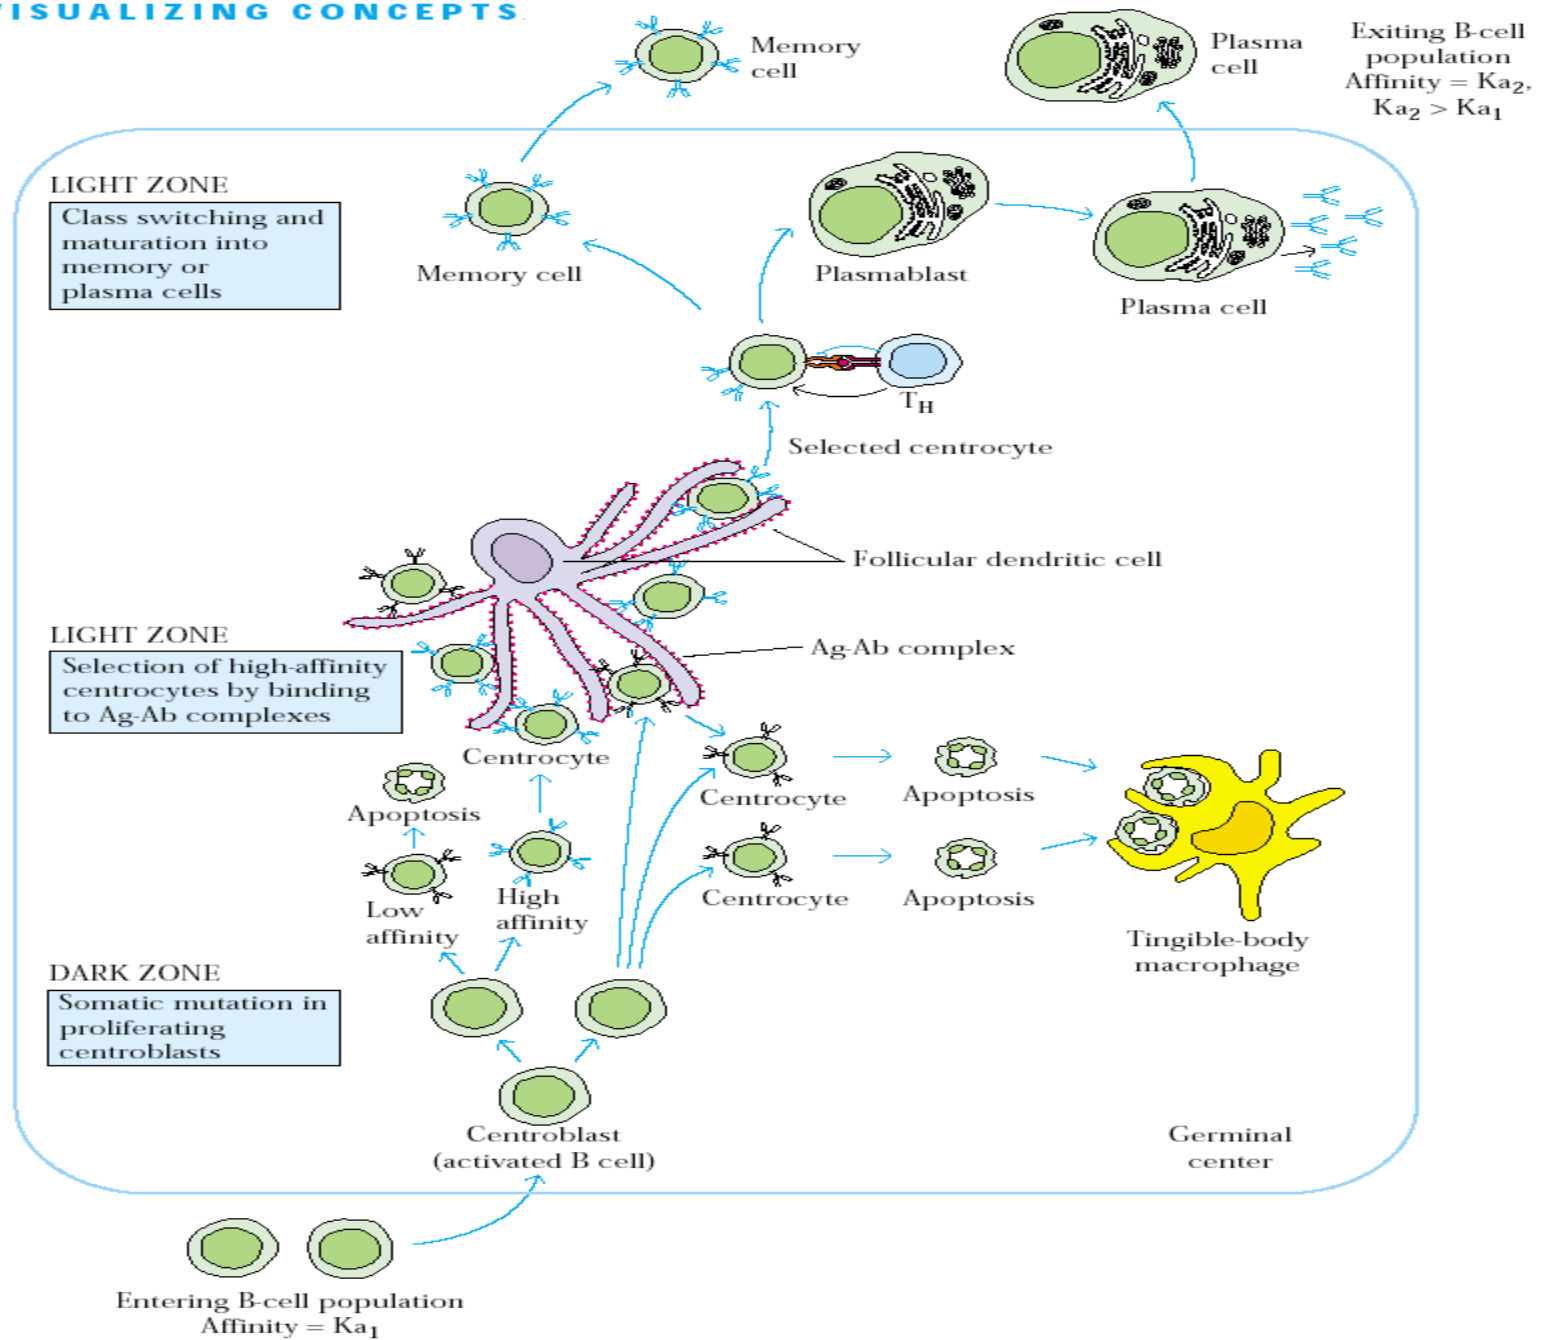 VISUALIZING CONCEPTS
Memory
cell
Plasma
cell
Exiting B-cell
population
Affinity = Ka2,
Ka2 > Ka1
LIGHT ZONE
Class switching and
maturation into
memory or
plasma cells
Memory cell
Plasmablast
Plasma cell
TH
Selected centrocyte
Follicular dendritic cell
LIGHT ZONE
Selection of high-affinity
centrocytes by binding
to Ag-Ab complexes
Ag-Ab complex
Centrocyte
Apoptosis
Centrocyte
Apoptosis
Low
affinity
High
affinity
Centrocyte
Apoptosis
Tingible-body
macrophage
DARK ZONE
Somatic mutation in
proliferating
centroblasts
Centroblast
(activated B cell)
Germinal
center
Entering B-cell population
Affinity = Ka1